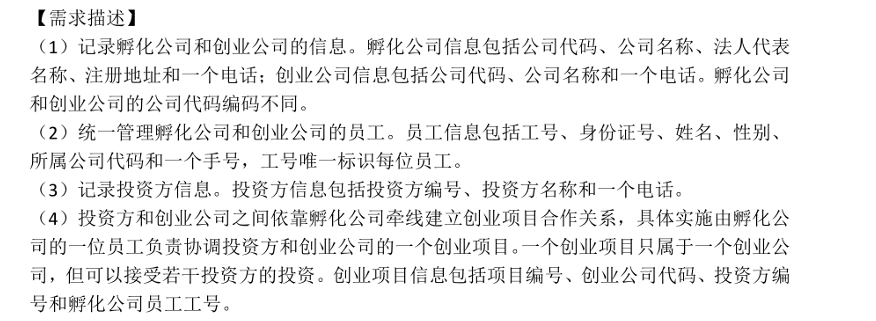 【需求描述】
（1）记录孵化公司和创业公司的信息。孵化公司信息包括公司代码、公司名称、法人代表
名称、注册地址和一个电话；创业公司信息包括公司代码、公司名称和一个电话。孵化公司
和创业公司的公司代码编码不同。
（2）统一管理孵化公司和创业公司的员工。员工信息包括工号、身份证号、姓名、性别、
所属公司代码和一个手号，工号唯一标识每位员工。
（3）记录投资方信息。投资方信息包括投资方编号、投资方名称和一个电话。
（4）投资方和创业公司之间依靠孵化公司牵线建立创业项目合作关系，具体实施由孵化公
司的一位员工负责协调投资方和创业公司的一个创业项目。一个创业项目只属于一个创业公
司，但可以接受若干投资方的投资。创业项目信息包括项目编号、创业公司代码、投资方编
号和孵化公司员工工号。